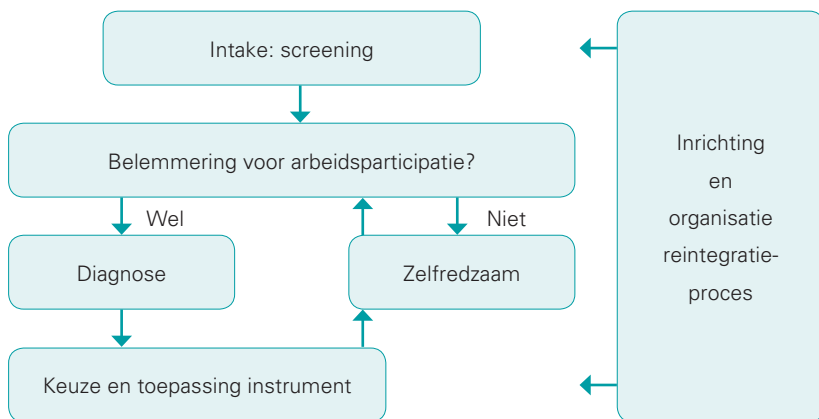 Intake: screening
Belemmering voor arbeidsparticipatie?
Wel
Niet
Diagnose
Zelfredzaam
Keuze en toepassing instrument
Inrichting
en
organisatie
reintegratie-
proces